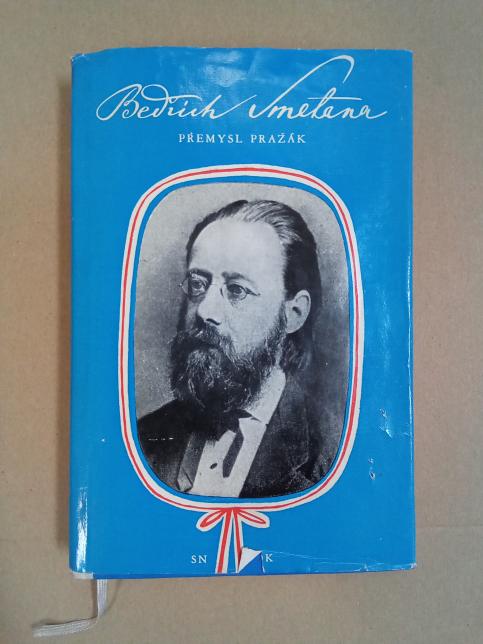 Bedřich Smetana
PŘEMYSL PRAŽÁK
SN K